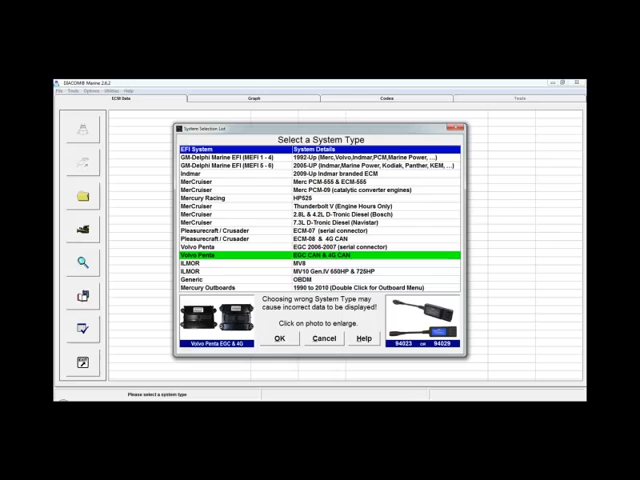 DIACOM® Marine 2.6.2
File Tools Options Utilities Help
ECM Data Graph Codes Tools
System Selection List
Select a System Type
EFI System System Details
GM-Delphi Marine EFI (MEFI 1 - 4) 1992-Up (Merc,Volvo,Indmar,PCM,Marine Power, ...)
GM-Delphi Marine EFI (MEFI 5 - 6) 2005-UP (Indmar,Marine Power, Kodiak, Panther, KEM, ...)
Indmar 2009-Up Indmar branded ECM
MerCruiser Merc PCM-555 & ECM-555
MerCruiser Merc PCM-09 (catalytic converter engines)
Mercury Racing HP525
MerCruiser Thunderbolt V (Engine Hours Only)
MerCruiser 2.8L & 4.2L D-Tronic Diesel (Bosch)
MerCruiser 7.3L D-Tronic Diesel (Navistar)
Pleasurecraft / Crusader ECM-07 (serial connector)
Pleasurecraft / Crusader ECM-08 & 4G CAN
Volvo Penta EGC 2006-2007 (serial connector)
Volvo Penta EGC CAN & 4G CAN
ILMOR MV8
ILMOR MV10 Gen.IV 650HP & 725HP
Generic OBDM
Mercury Outboards 1990 to 2010 (Double Click for Outboard Menu)
Choosing wrong System Type may
cause incorrect data to be displayed!
Click on photo to enlarge.
OK Cancel Help
Volvo Penta EGC & 4G 94023 OR 94029
Please select a system type